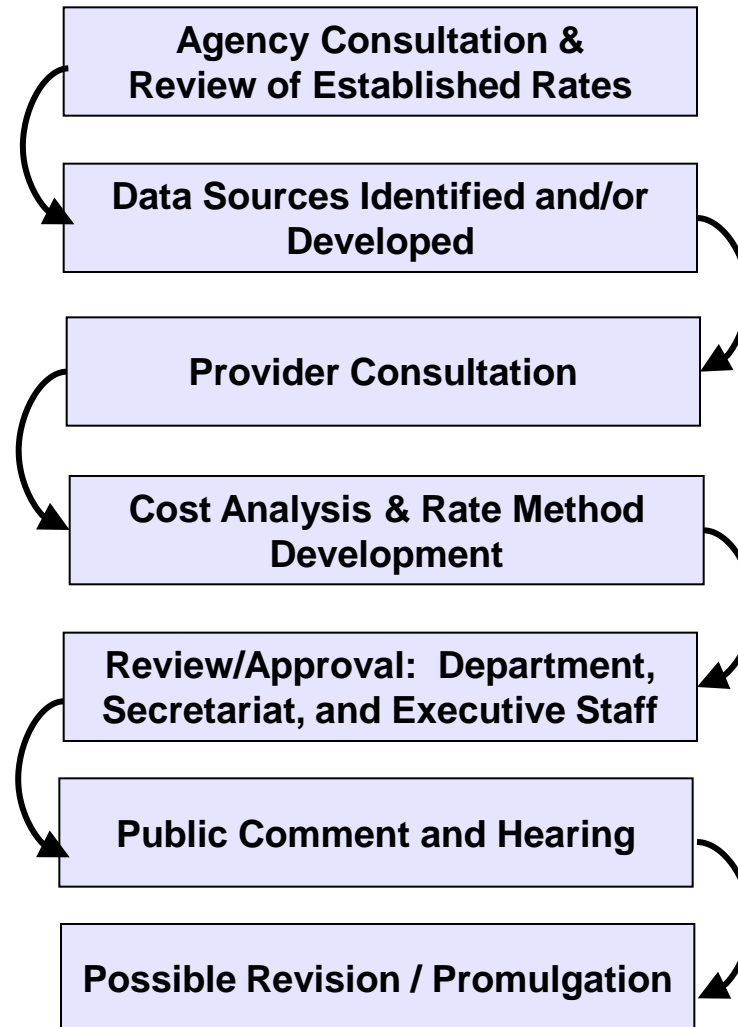 Agency Consultation &
Review of Established Rates
Data Sources Identified and/or
Developed
Provider Consultation
Cost Analysis & Rate Method
Development
Review/Approval:  Department,
Secretariat, and Executive Staff
Public Comment and Hearing
Possible Revision / Promulgation